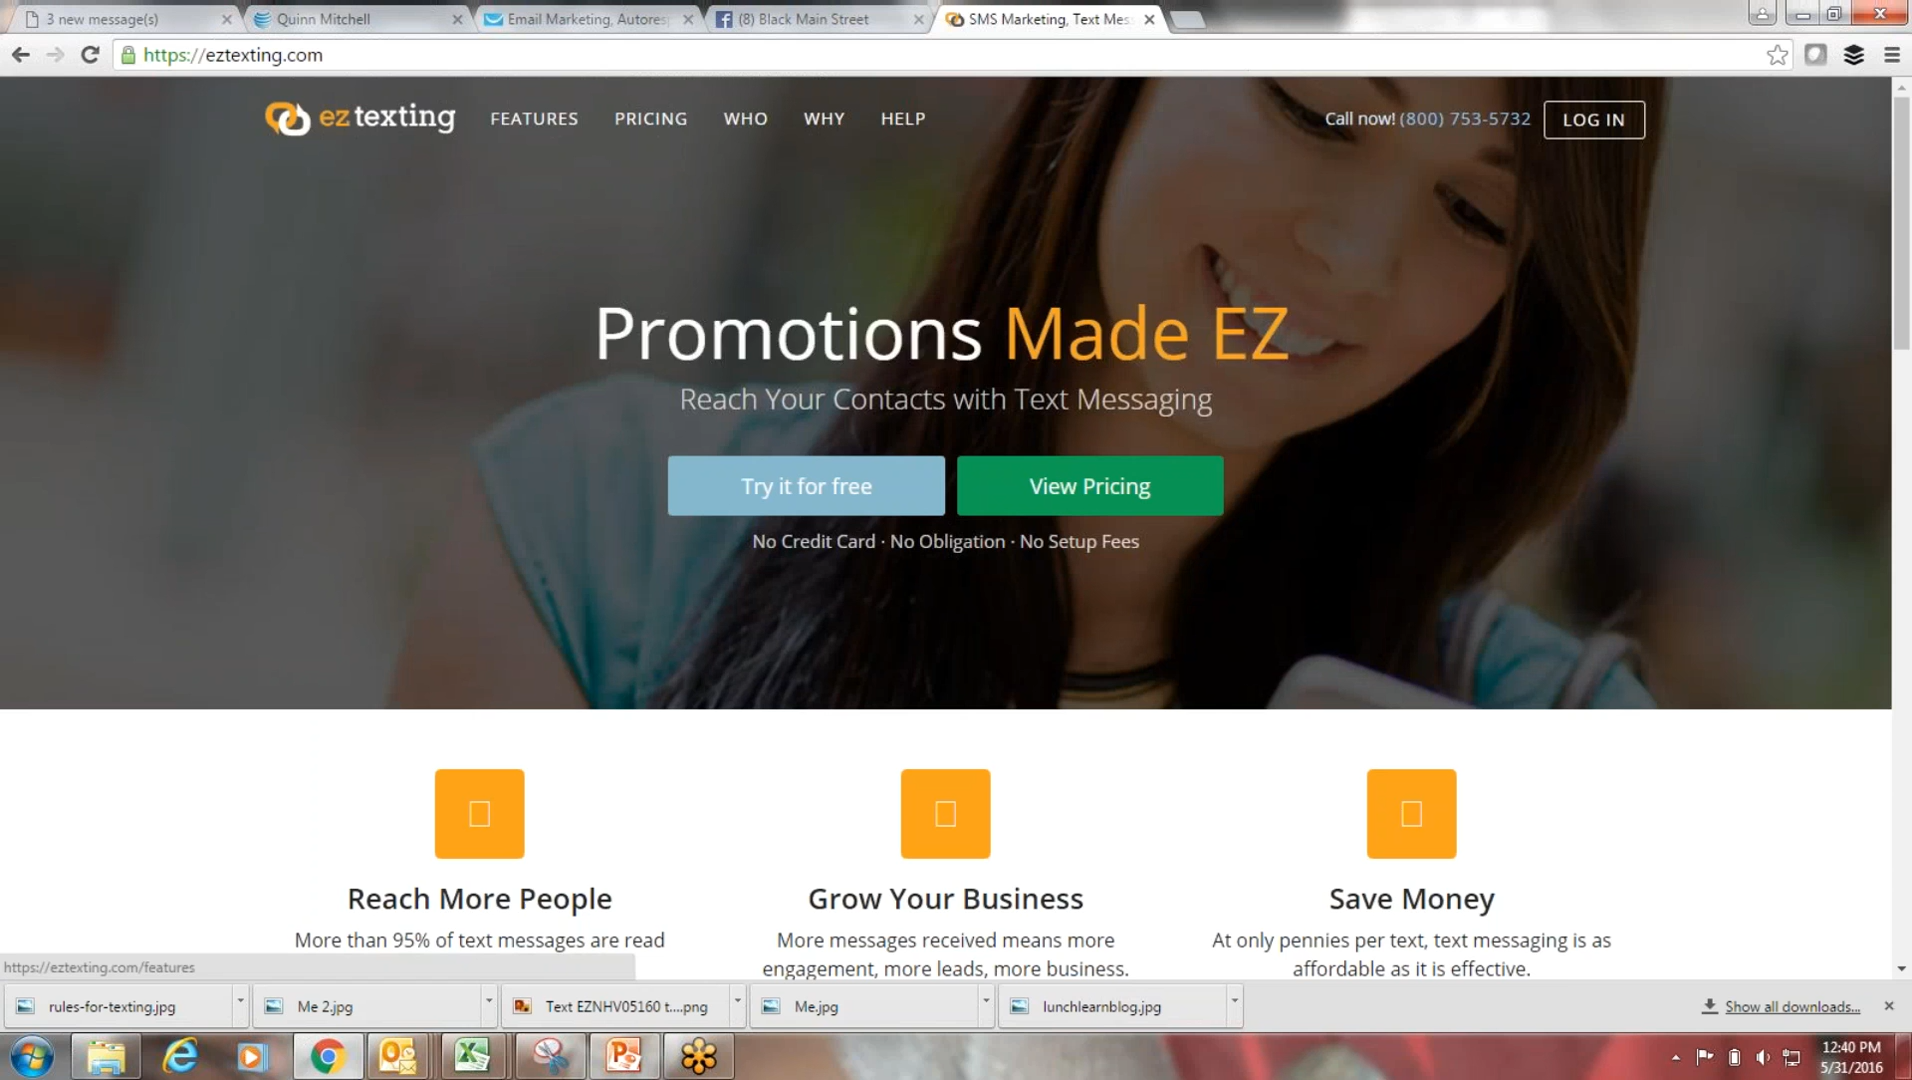 3 new message(s)
Quinn Mitchell
Email Marketing, Autores
(8) Black Main Street
SMS Marketing, Text Mes
https://eztexting.com
ez texting
FEATURES
PRICING
WHO
WHY
HELP
Call now! (800) 753-5732
LOG IN
Promotions Made EZ
Reach Your Contacts with Text Messaging
Try it for free
View Pricing
No Credit Card · No Obligation · No Setup Fees
Reach More People
More than 95% of text messages are read
Grow Your Business
More messages received means more
engagement, more leads, more business.
Save Money
At only pennies per text, text messaging is as
affordable as it is effective.
https://eztexting.com/features
rules-for-texting.jpg
Me 2.jpg
Text EZNHV05160 t....png
Me.jpg
lunchlearnblog.jpg
Show all downloads...
12:40 PM
5/31/2016